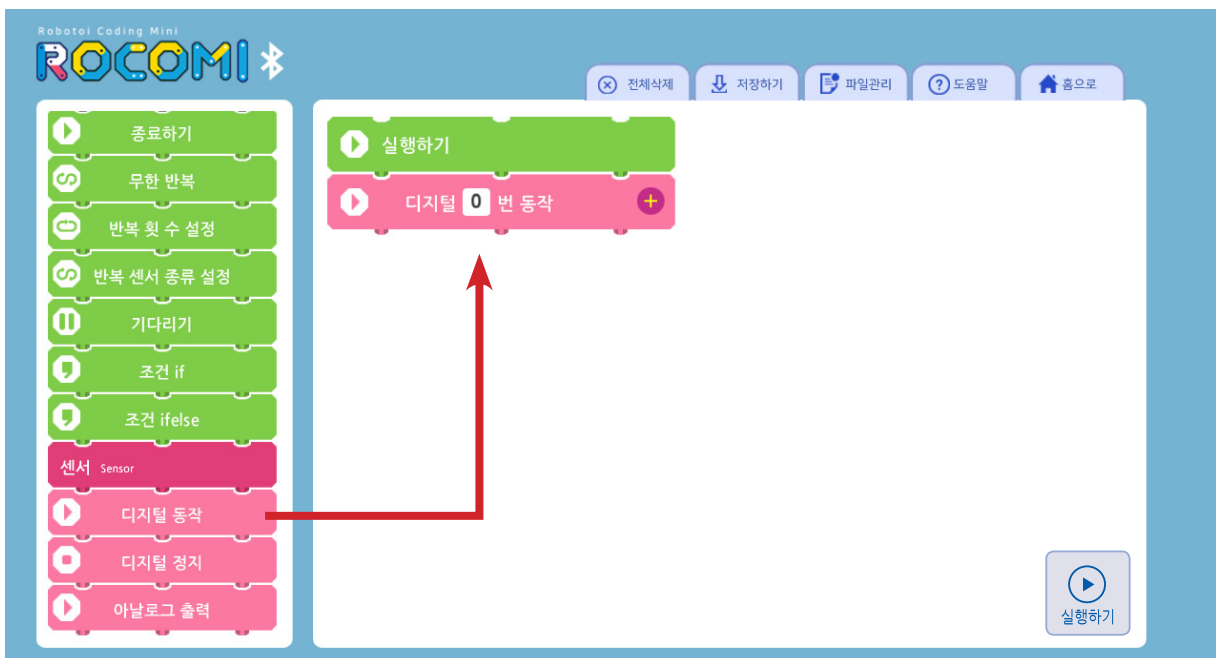 Robotoi Coding Mini
ROCOMI
전체삭제
저장하기
파일관리
도움말
홈으로
종료하기
무한 반복
반복 횟 수 설정
반복 센서 종류 설정
기다리기
조건 if
조건 ifelse
센서 Sensor
디지털 동작
디지털 정지
아날로그 출력
실행하기
디지털 0 번 동작
실행하기